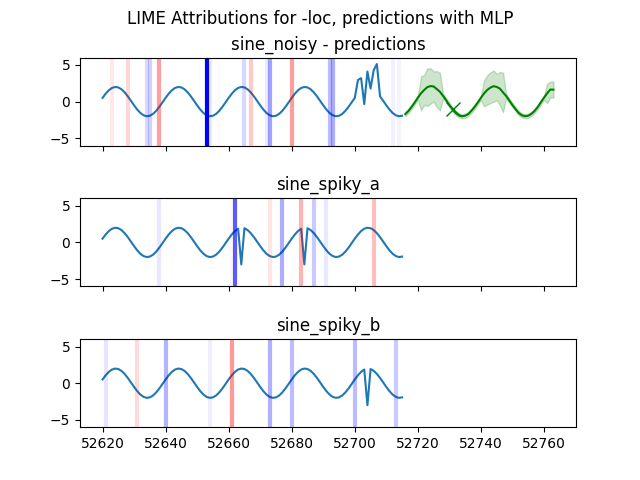 LIME Attributions for -loc, predictions with MLP
sine_noisy - predictions
5
0
−5
sine_spiky_a
5
0
−5
sine_spiky_b
5
0
−5
52620 52640 52660 52680 52700 52720 52740 52760